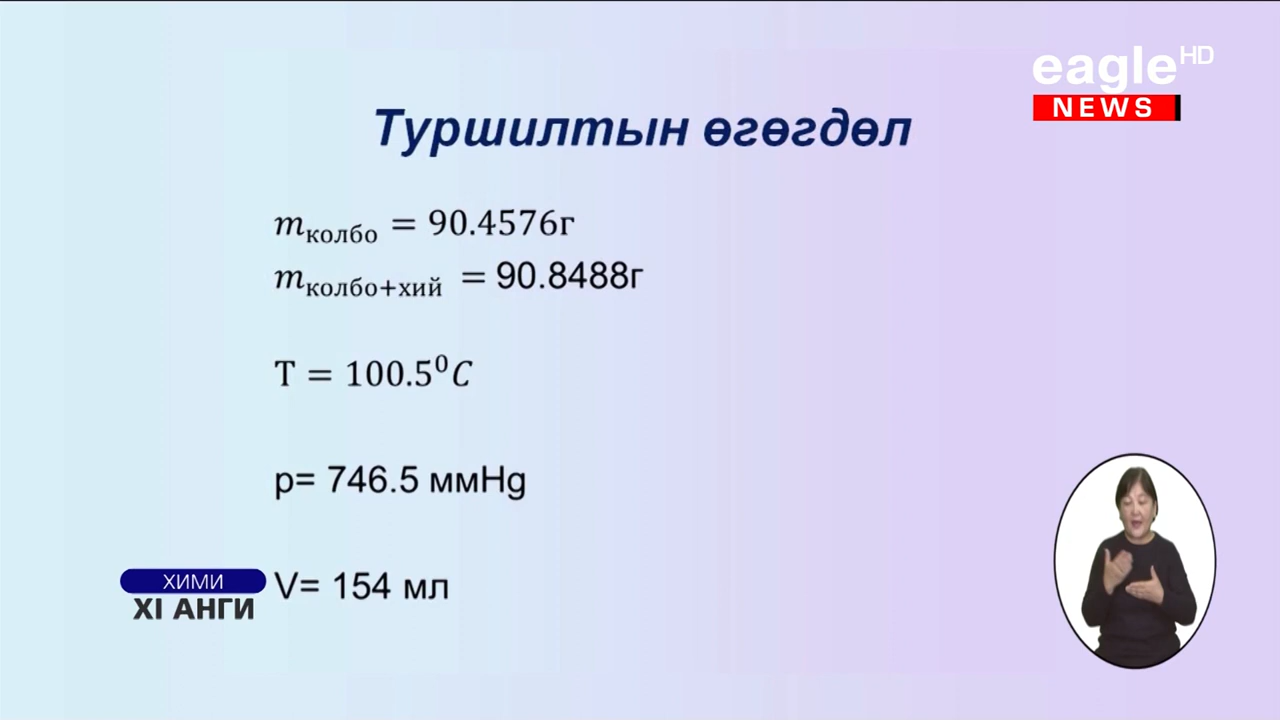 eagle HD
NEWS
Туршилтын өгөгдөл
m колбо = 90.4576г
m колбо+хий = 90.8488г
T = 100.5⁰C
p= 746.5 ммHg
V= 154 мл
ХИМИ
XI АНГИ